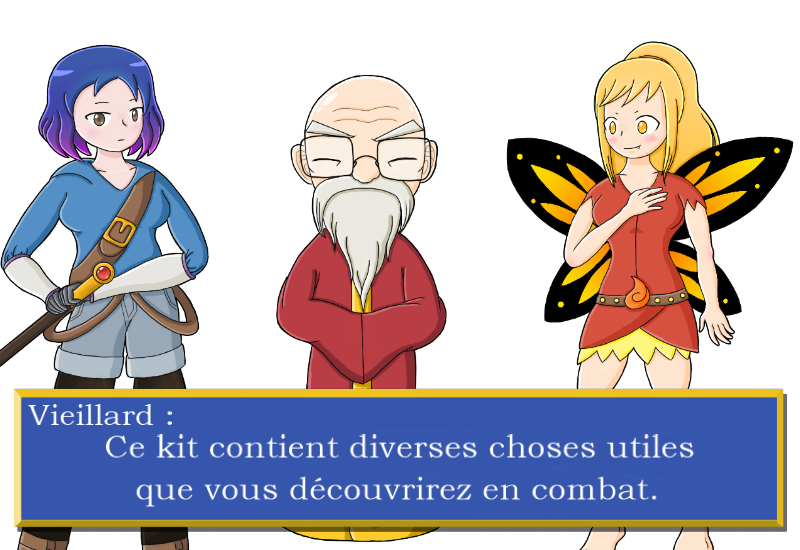 Vieillard :
Ce kit contient diverses choses utiles
que vous découvrirez en combat.